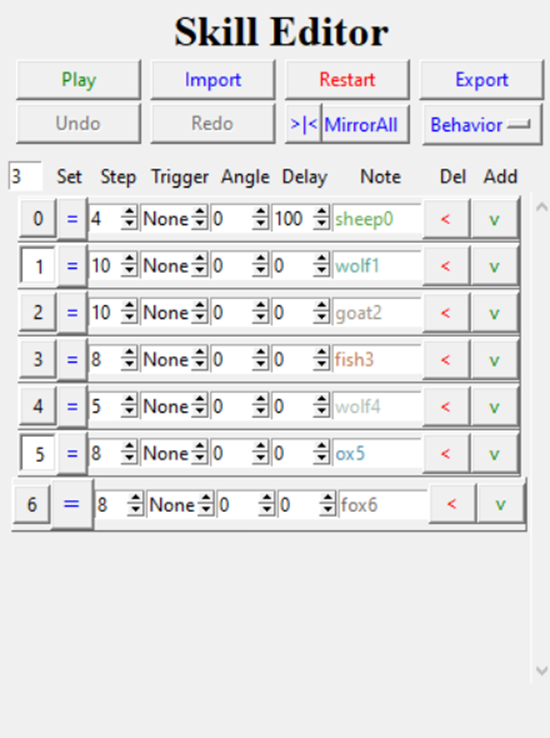 Skill Editor
Play Import Restart Export
Undo Redo >|< MirrorAll Behavior
3 Set Step Trigger Angle Delay Note Del Add
0 = 4 None 0 100 sheep0 < v
1 = 10 None 0 0 wolf1 < v
2 = 10 None 0 0 goat2 < v
3 = 8 None 0 0 fish3 < v
4 = 5 None 0 0 wolf4 < v
5 = 8 None 0 0 ox5 < v
6 = 8 None 0 0 fox6 < v